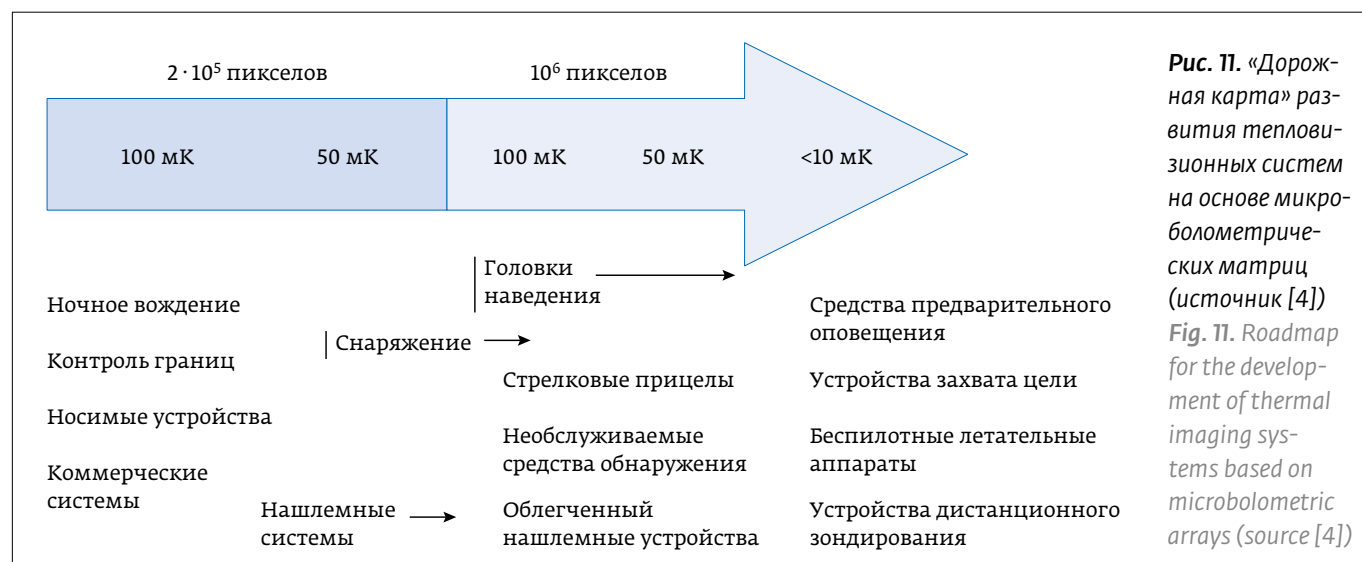 2 · 10⁵ пикселов
10⁶ пикселов
100 мК
50 мК
100 мК
50 мК
<10 мК
Головки
наведения
Ночное вождение
Контроль границ
Носимые устройства
Коммерческие
системы
Снаряжение
Нашлемные
системы
Стрелковые прицелы
Необслуживаемые
средства обнаружения
Облегченный
нашлемные устройства
Средства предварительного
оповещения
Устройства захвата цели
Беспилотные летательные
аппараты
Устройства дистанционного
зондирования
Рис. 11. «Дорож-
ная карта» раз-
вития теплови-
зионных систем
на основе микро-
болометриче-
ских матриц
(источник [4])
Fig. 11. Roadmap
for the develop-
ment of thermal
imaging sys-
tems based on
microbolometric
arrays (source [4])